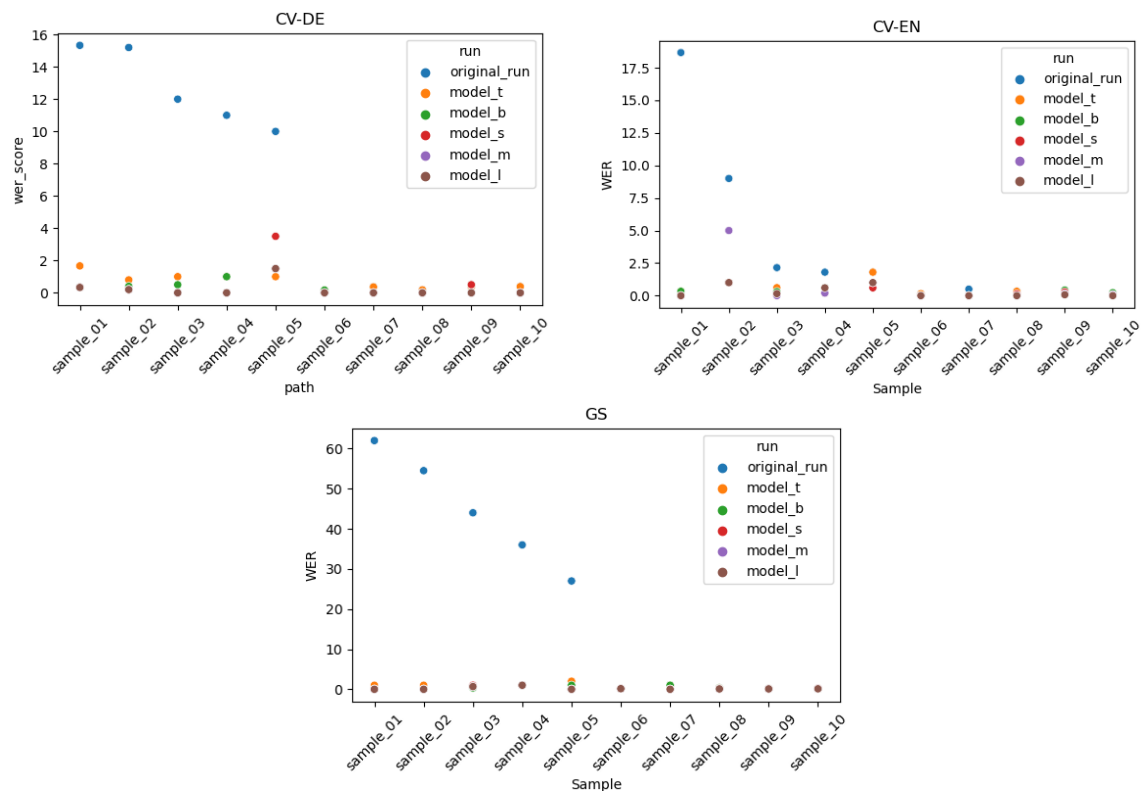 CV-DE
16
14
12
10
8
6
4
2
0
wer_score
run
original_run
model_t
model_b
model_s
model_m
model_l
sample_01
sample_02
sample_03
sample_04
sample_05
sample_06
sample_07
sample_08
sample_09
sample_10
path
CV-EN
17.5
15.0
12.5
10.0
7.5
5.0
2.5
0.0
WER
run
original_run
model_t
model_b
model_s
model_m
model_l
sample_01
sample_02
sample_03
sample_04
sample_05
sample_06
sample_07
sample_08
sample_09
sample_10
Sample
GS
60
50
40
30
20
10
0
WER
run
original_run
model_t
model_b
model_s
model_m
model_l
sample_01
sample_02
sample_03
sample_04
sample_05
sample_06
sample_07
sample_08
sample_09
sample_10
Sample